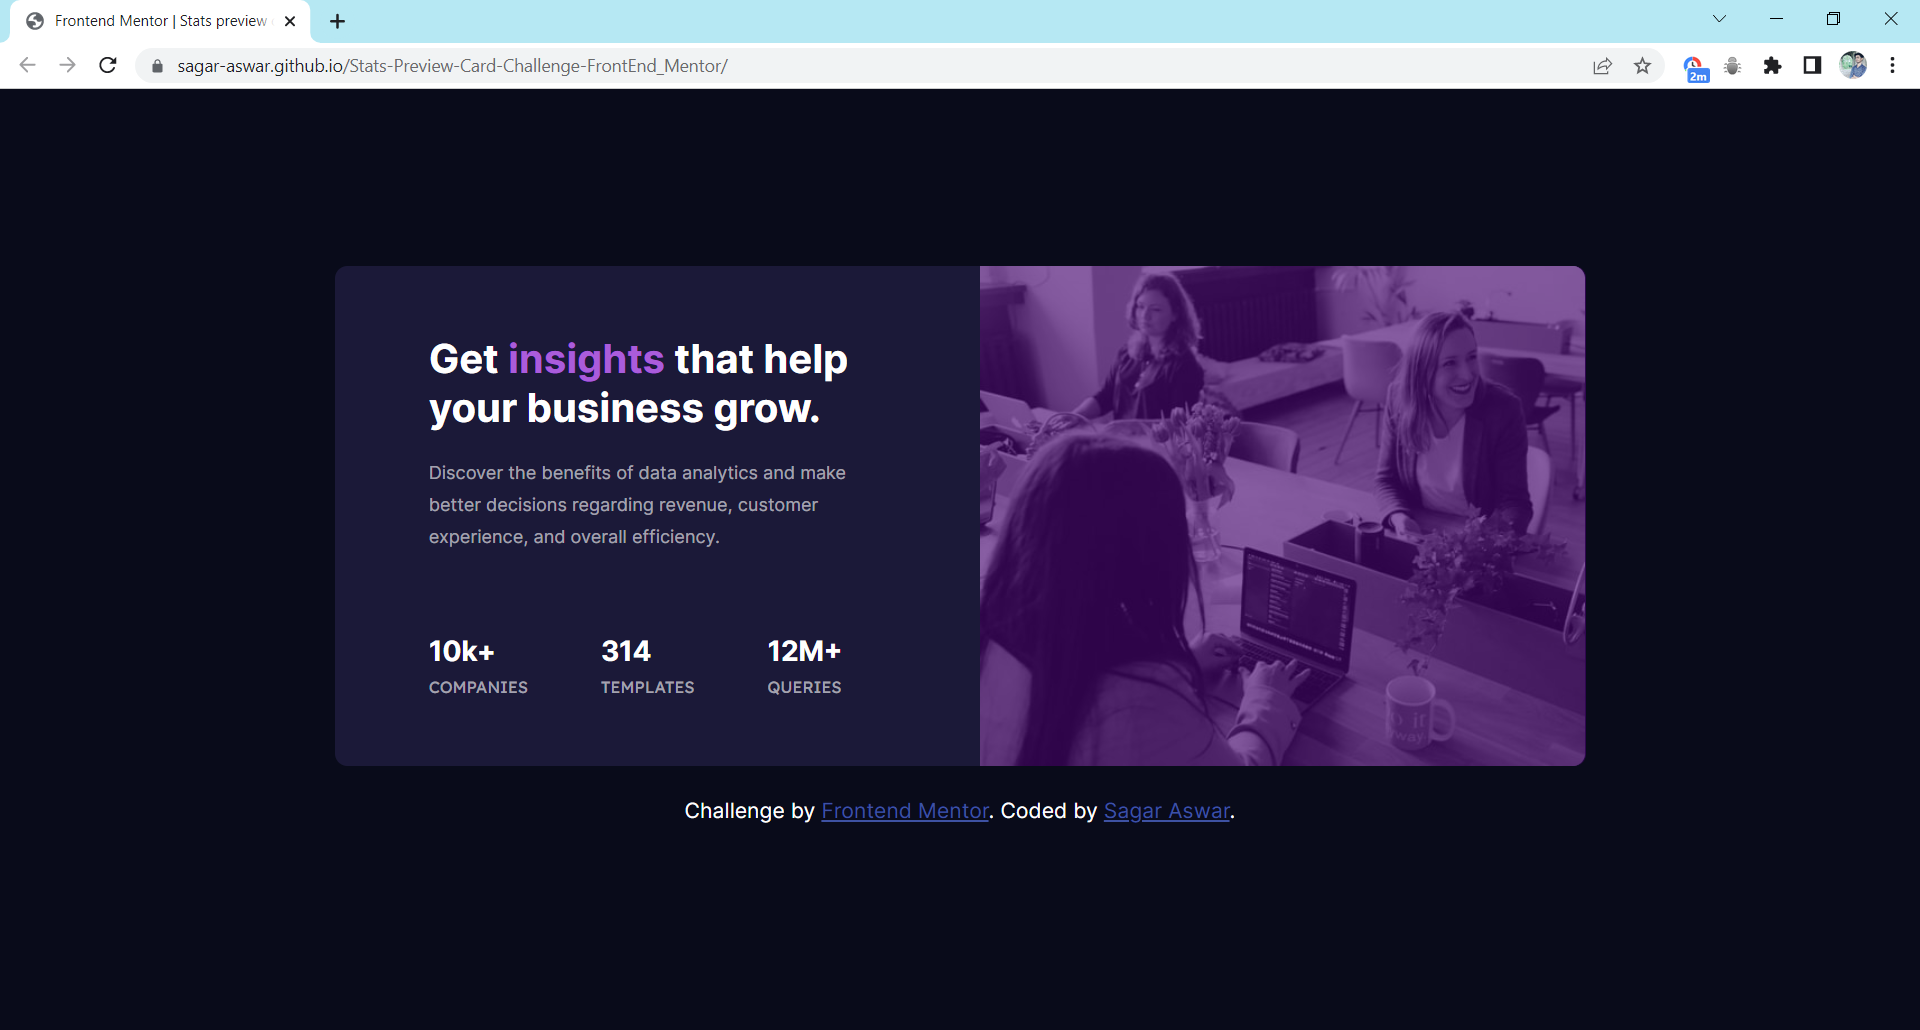 Frontend Mentor | Stats preview
sagar-aswar.github.io/Stats-Preview-Card-Challenge-FrontEnd_Mentor/
2m
Get insights that help
your business grow.
Discover the benefits of data analytics and make
better decisions regarding revenue, customer
experience, and overall efficiency.
10k+ 314 12M+
COMPANIES TEMPLATES QUERIES
Challenge by Frontend Mentor. Coded by Sagar Aswar.